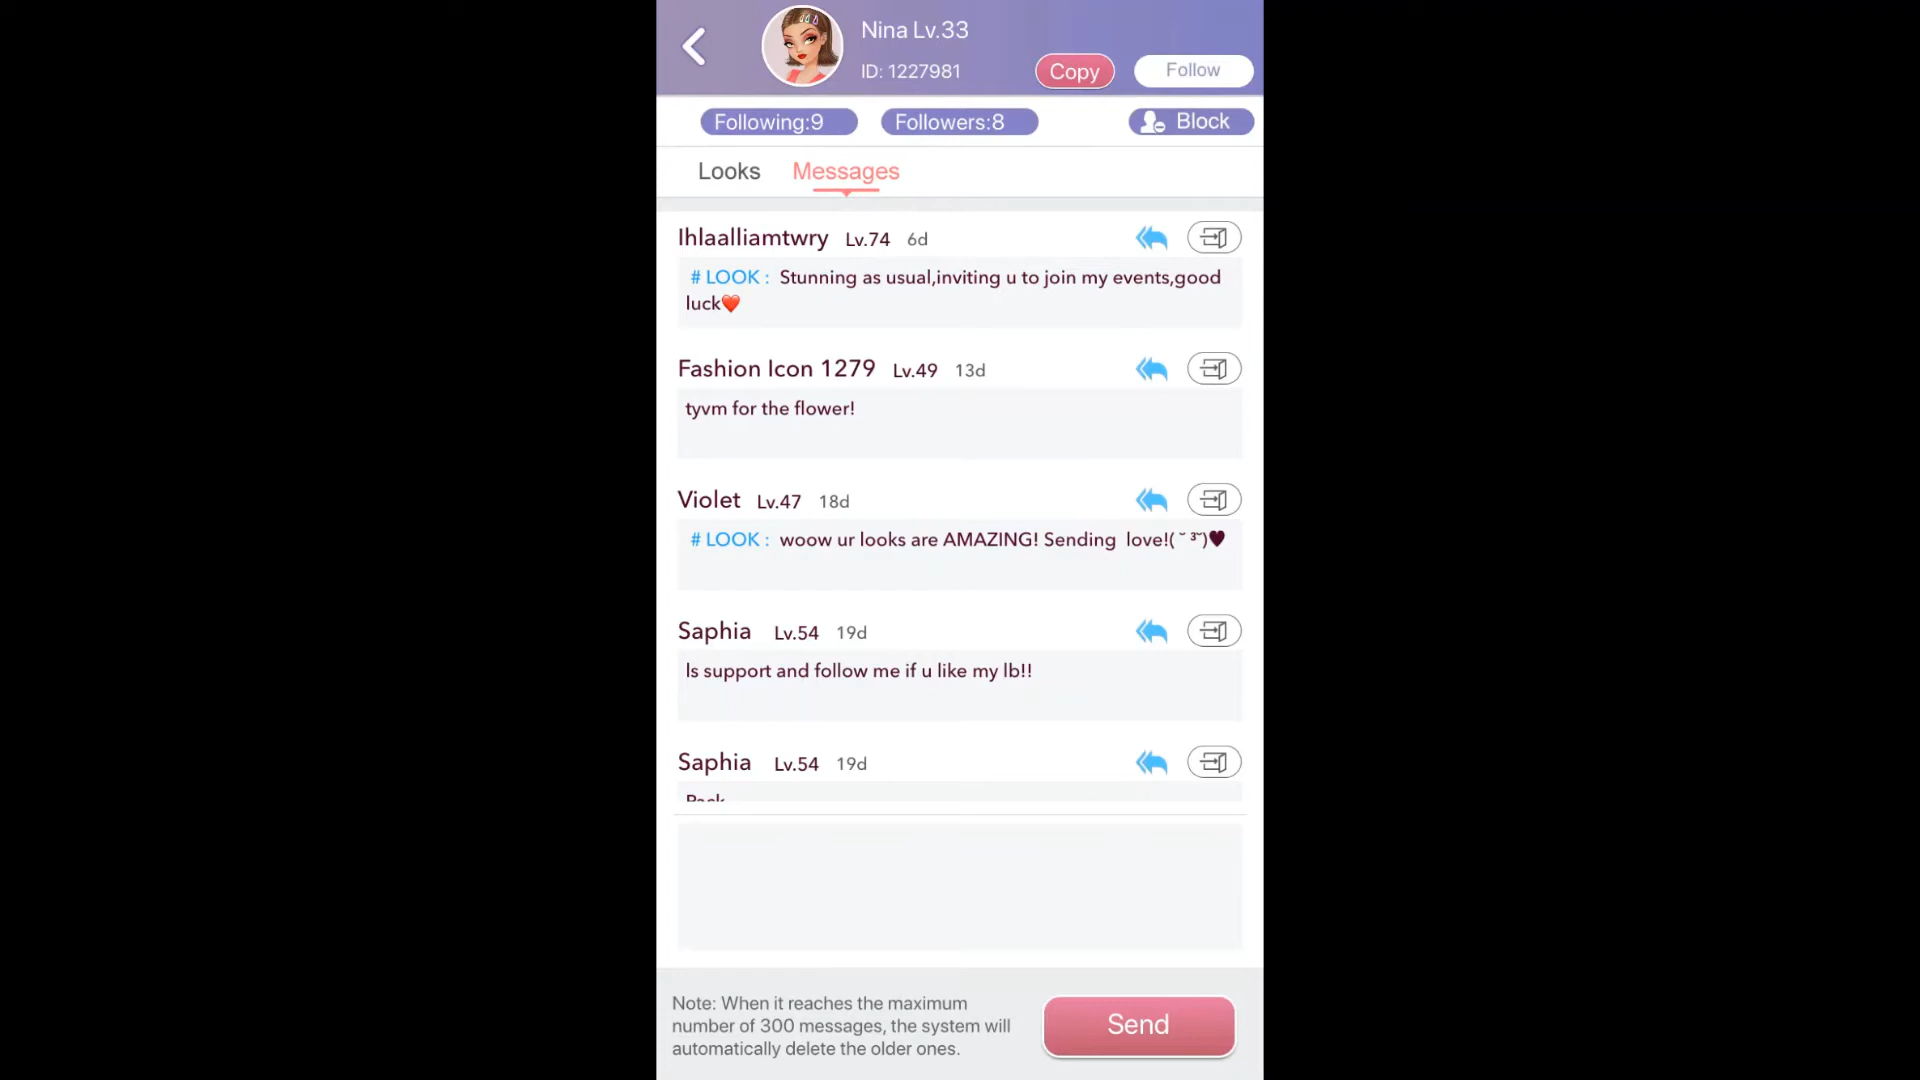 Nina Lv.33
ID: 1227981
Copy
Follow
Following:9
Followers:8
Block
Looks
Messages
Ihlaalliamtwry Lv.74 6d
# LOOK : Stunning as usual,inviting u to join my events,good
luck❤️
Fashion Icon 1279 Lv.49 13d
tyvm for the flower!
Violet Lv.47 18d
# LOOK : woow ur looks are AMAZING! Sending love!( ˘ ³˘)♥
Saphia Lv.54 19d
ls support and follow me if u like my lb!!
Saphia Lv.54 19d
Note: When it reaches the maximum
number of 300 messages, the system will
automatically delete the older ones.
Send